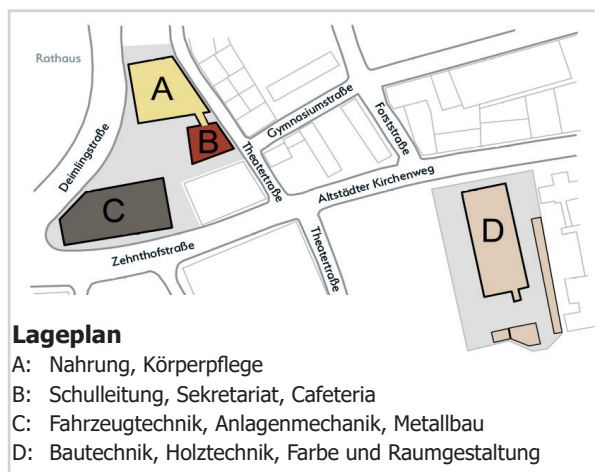 Rathaus
A
B
C
D
Deimlingstraße
Gymnasiumstraße
Forststraße
Theaterstraße
Altstädter Kirchenweg
Zehnthofstraße
Theaterstraße
Lageplan
A: Nahrung, Körperpflege
B: Schulleitung, Sekretariat, Cafeteria
C: Fahrzeugtechnik, Anlagenmechanik, Metallbau
D: Bautechnik, Holztechnik, Farbe und Raumgestaltung